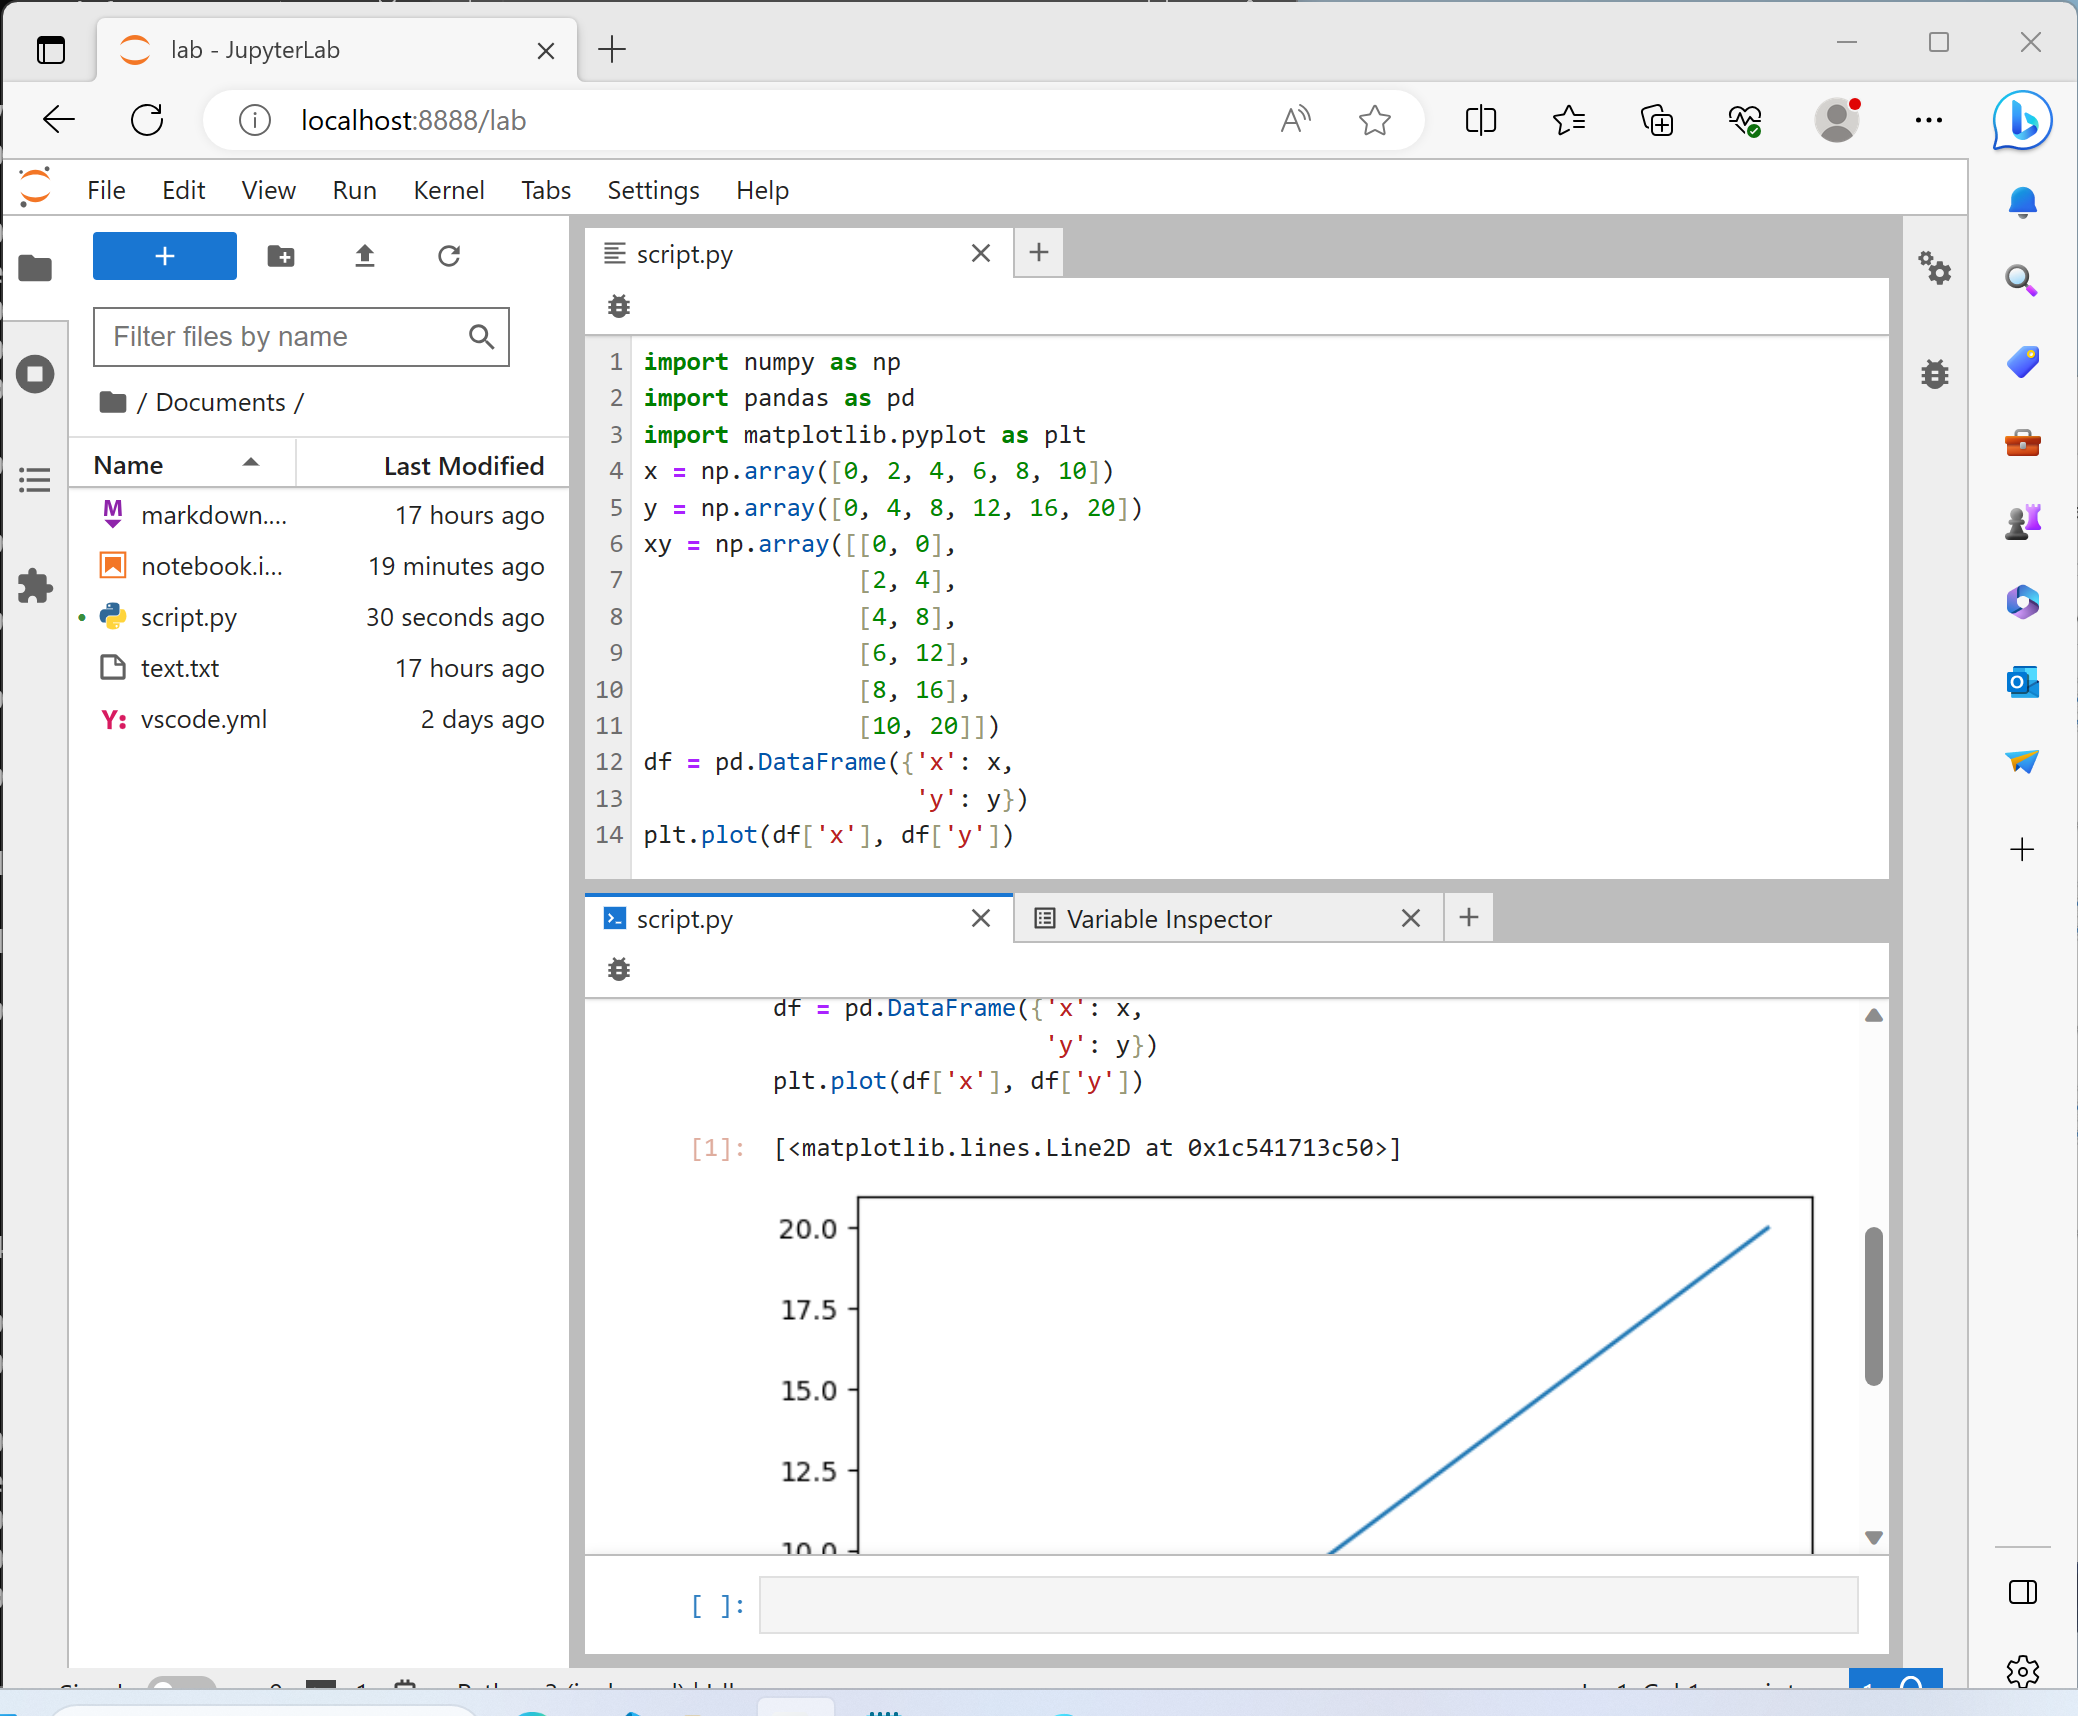 lab - JupyterLab
localhost:8888/lab
File Edit View Run Kernel Tabs Settings Help
Filter files by name
/ Documents /
Name Last Modified
markdown.... 17 hours ago
notebook.i... 19 minutes ago
script.py 30 seconds ago
text.txt 17 hours ago
vscode.yml 2 days ago
script.py
1 import numpy as np
2 import pandas as pd
3 import matplotlib.pyplot as plt
4 x = np.array([0, 2, 4, 6, 8, 10])
5 y = np.array([0, 4, 8, 12, 16, 20])
6 xy = np.array([[0, 0],
7                [2, 4],
8                [4, 8],
9                [6, 12],
10                [8, 16],
11                [10, 20]])
12 df = pd.DataFrame({'x': x,
13                    'y': y})
14 plt.plot(df['x'], df['y'])
script.py Variable Inspector
df = pd.DataFrame({'x': x,
                   'y': y})
plt.plot(df['x'], df['y'])
[1]: [<matplotlib.lines.Line2D at 0x1c541713c50>]
20.0
17.5
15.0
12.5
10.0
[ ]: